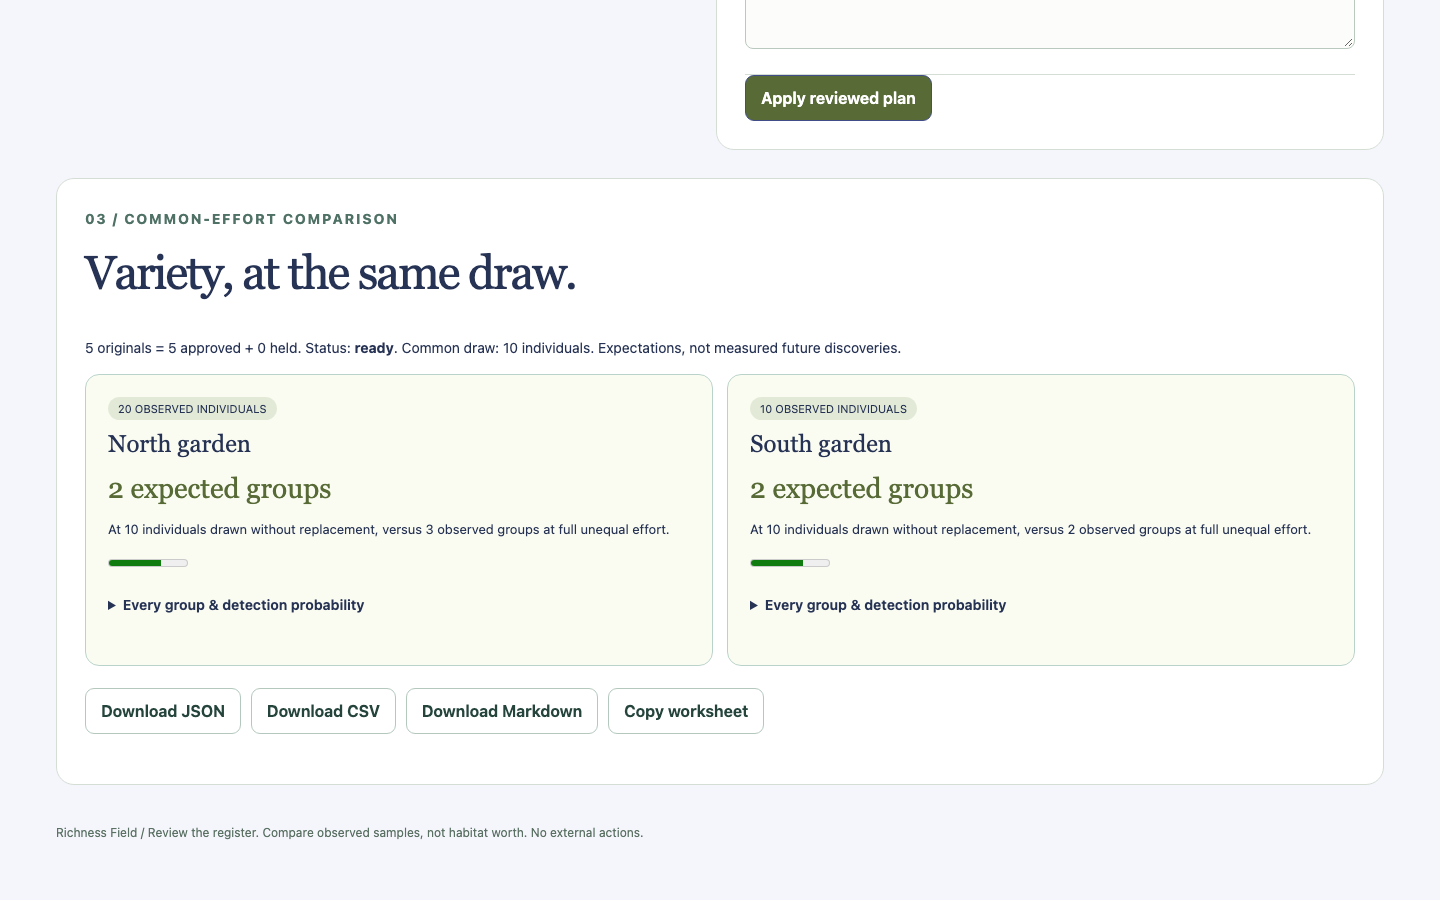 Apply reviewed plan
03 / COMMON-EFFORT COMPARISON
Variety, at the same draw.
5 originals = 5 approved + 0 held. Status: ready. Common draw: 10 individuals. Expectations, not measured future discoveries.
20 OBSERVED INDIVIDUALS
North garden
2 expected groups
At 10 individuals drawn without replacement, versus 3 observed groups at full unequal effort.
Every group & detection probability
10 OBSERVED INDIVIDUALS
South garden
2 expected groups
At 10 individuals drawn without replacement, versus 2 observed groups at full unequal effort.
Every group & detection probability
Download JSON
Download CSV
Download Markdown
Copy worksheet
Richness Field / Review the register. Compare observed samples, not habitat worth. No external actions.